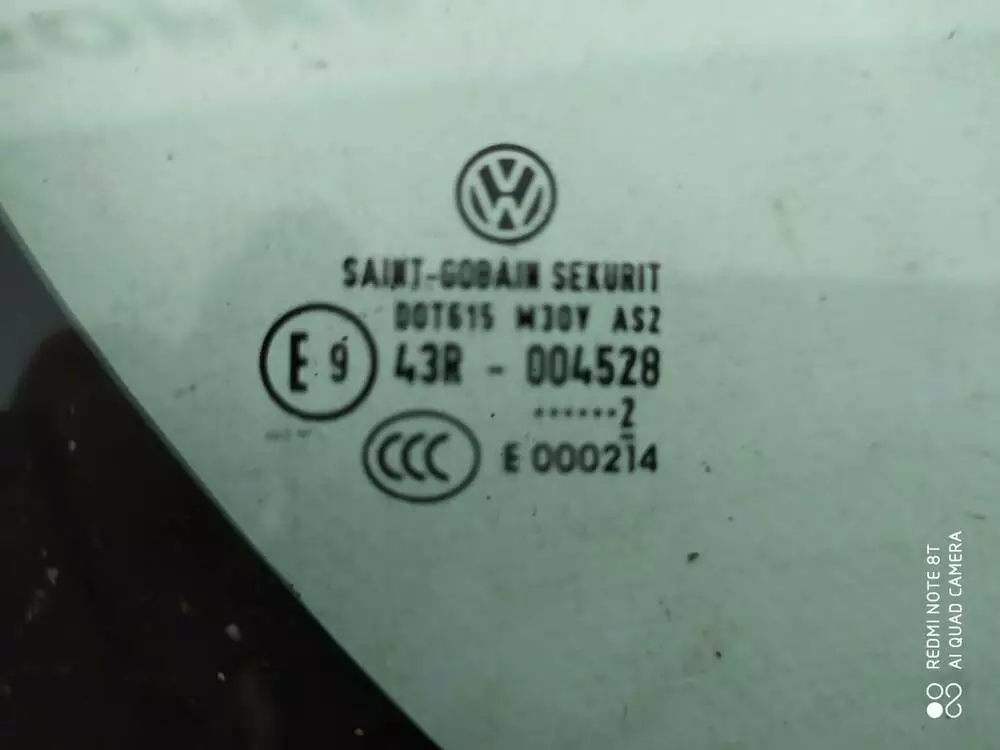 SAINT-GOBAIN SEKURIT
DOT615 M30V AS2
E 9 43R - 004528
......2
CCC E 000214
REDMI NOTE 8T
AI QUAD CAMERA